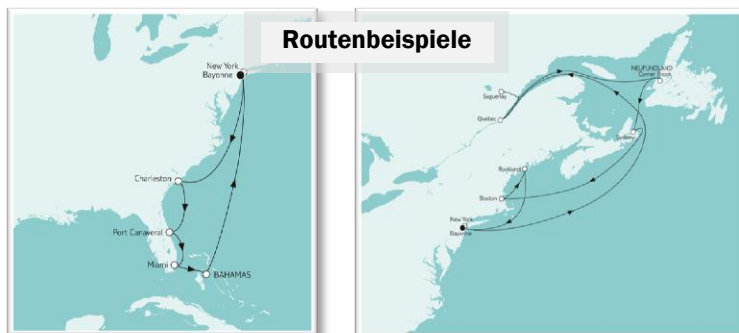 Routenbeispiele
New York
Bayonne
Charleston
Port Canaveral
Miami
BAHAMAS
NEUFUNDLAND
Corner Brook
Saguenay
Quebec
Sydney
Rockland
Boston
New York
Bayonne